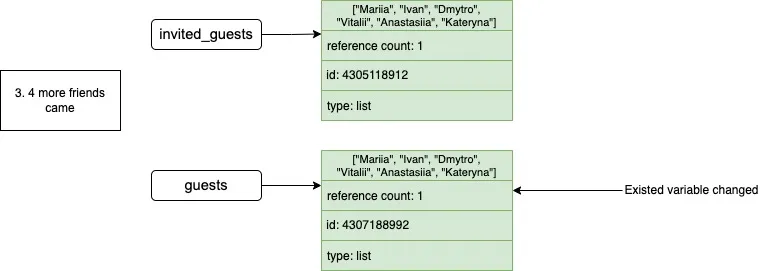 ["Mariia", "Ivan", "Dmytro",
"Vitalii", "Anastasiia", "Kateryna"]
invited_guests
reference count: 1
id: 4305118912
type: list
3. 4 more friends
came
["Mariia", "Ivan", "Dmytro",
"Vitalii", "Anastasiia", "Kateryna"]
guests
reference count: 1
Existed variable changed
id: 4307188992
type: list